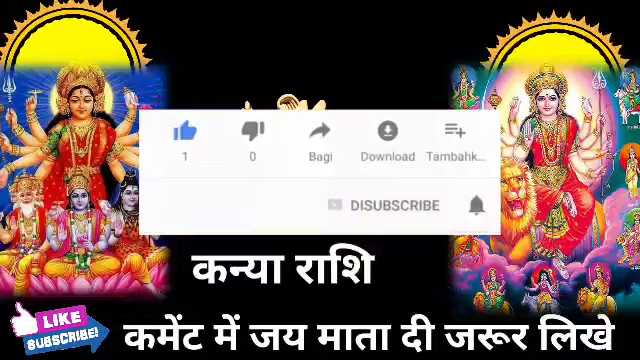 1 0 Bagi Download Tambahk...
DISUBSCRIBE
कन्या राशि
LIKE
SUBSCRIBE!
कमेंट में जय माता दी जरूर लिखे